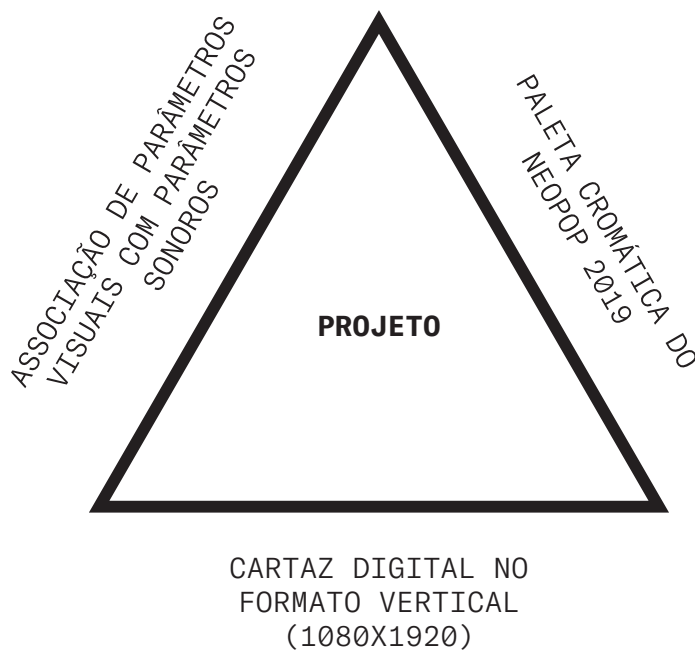 ASSOCIAÇÃO DE PARÂMETROS
VISUAIS COM PARÂMETROS
SONOROS
PALETA CROMÁTICA DO
NEOPOP 2019
PROJETO
CARTAZ DIGITAL NO
FORMATO VERTICAL
(1080X1920)